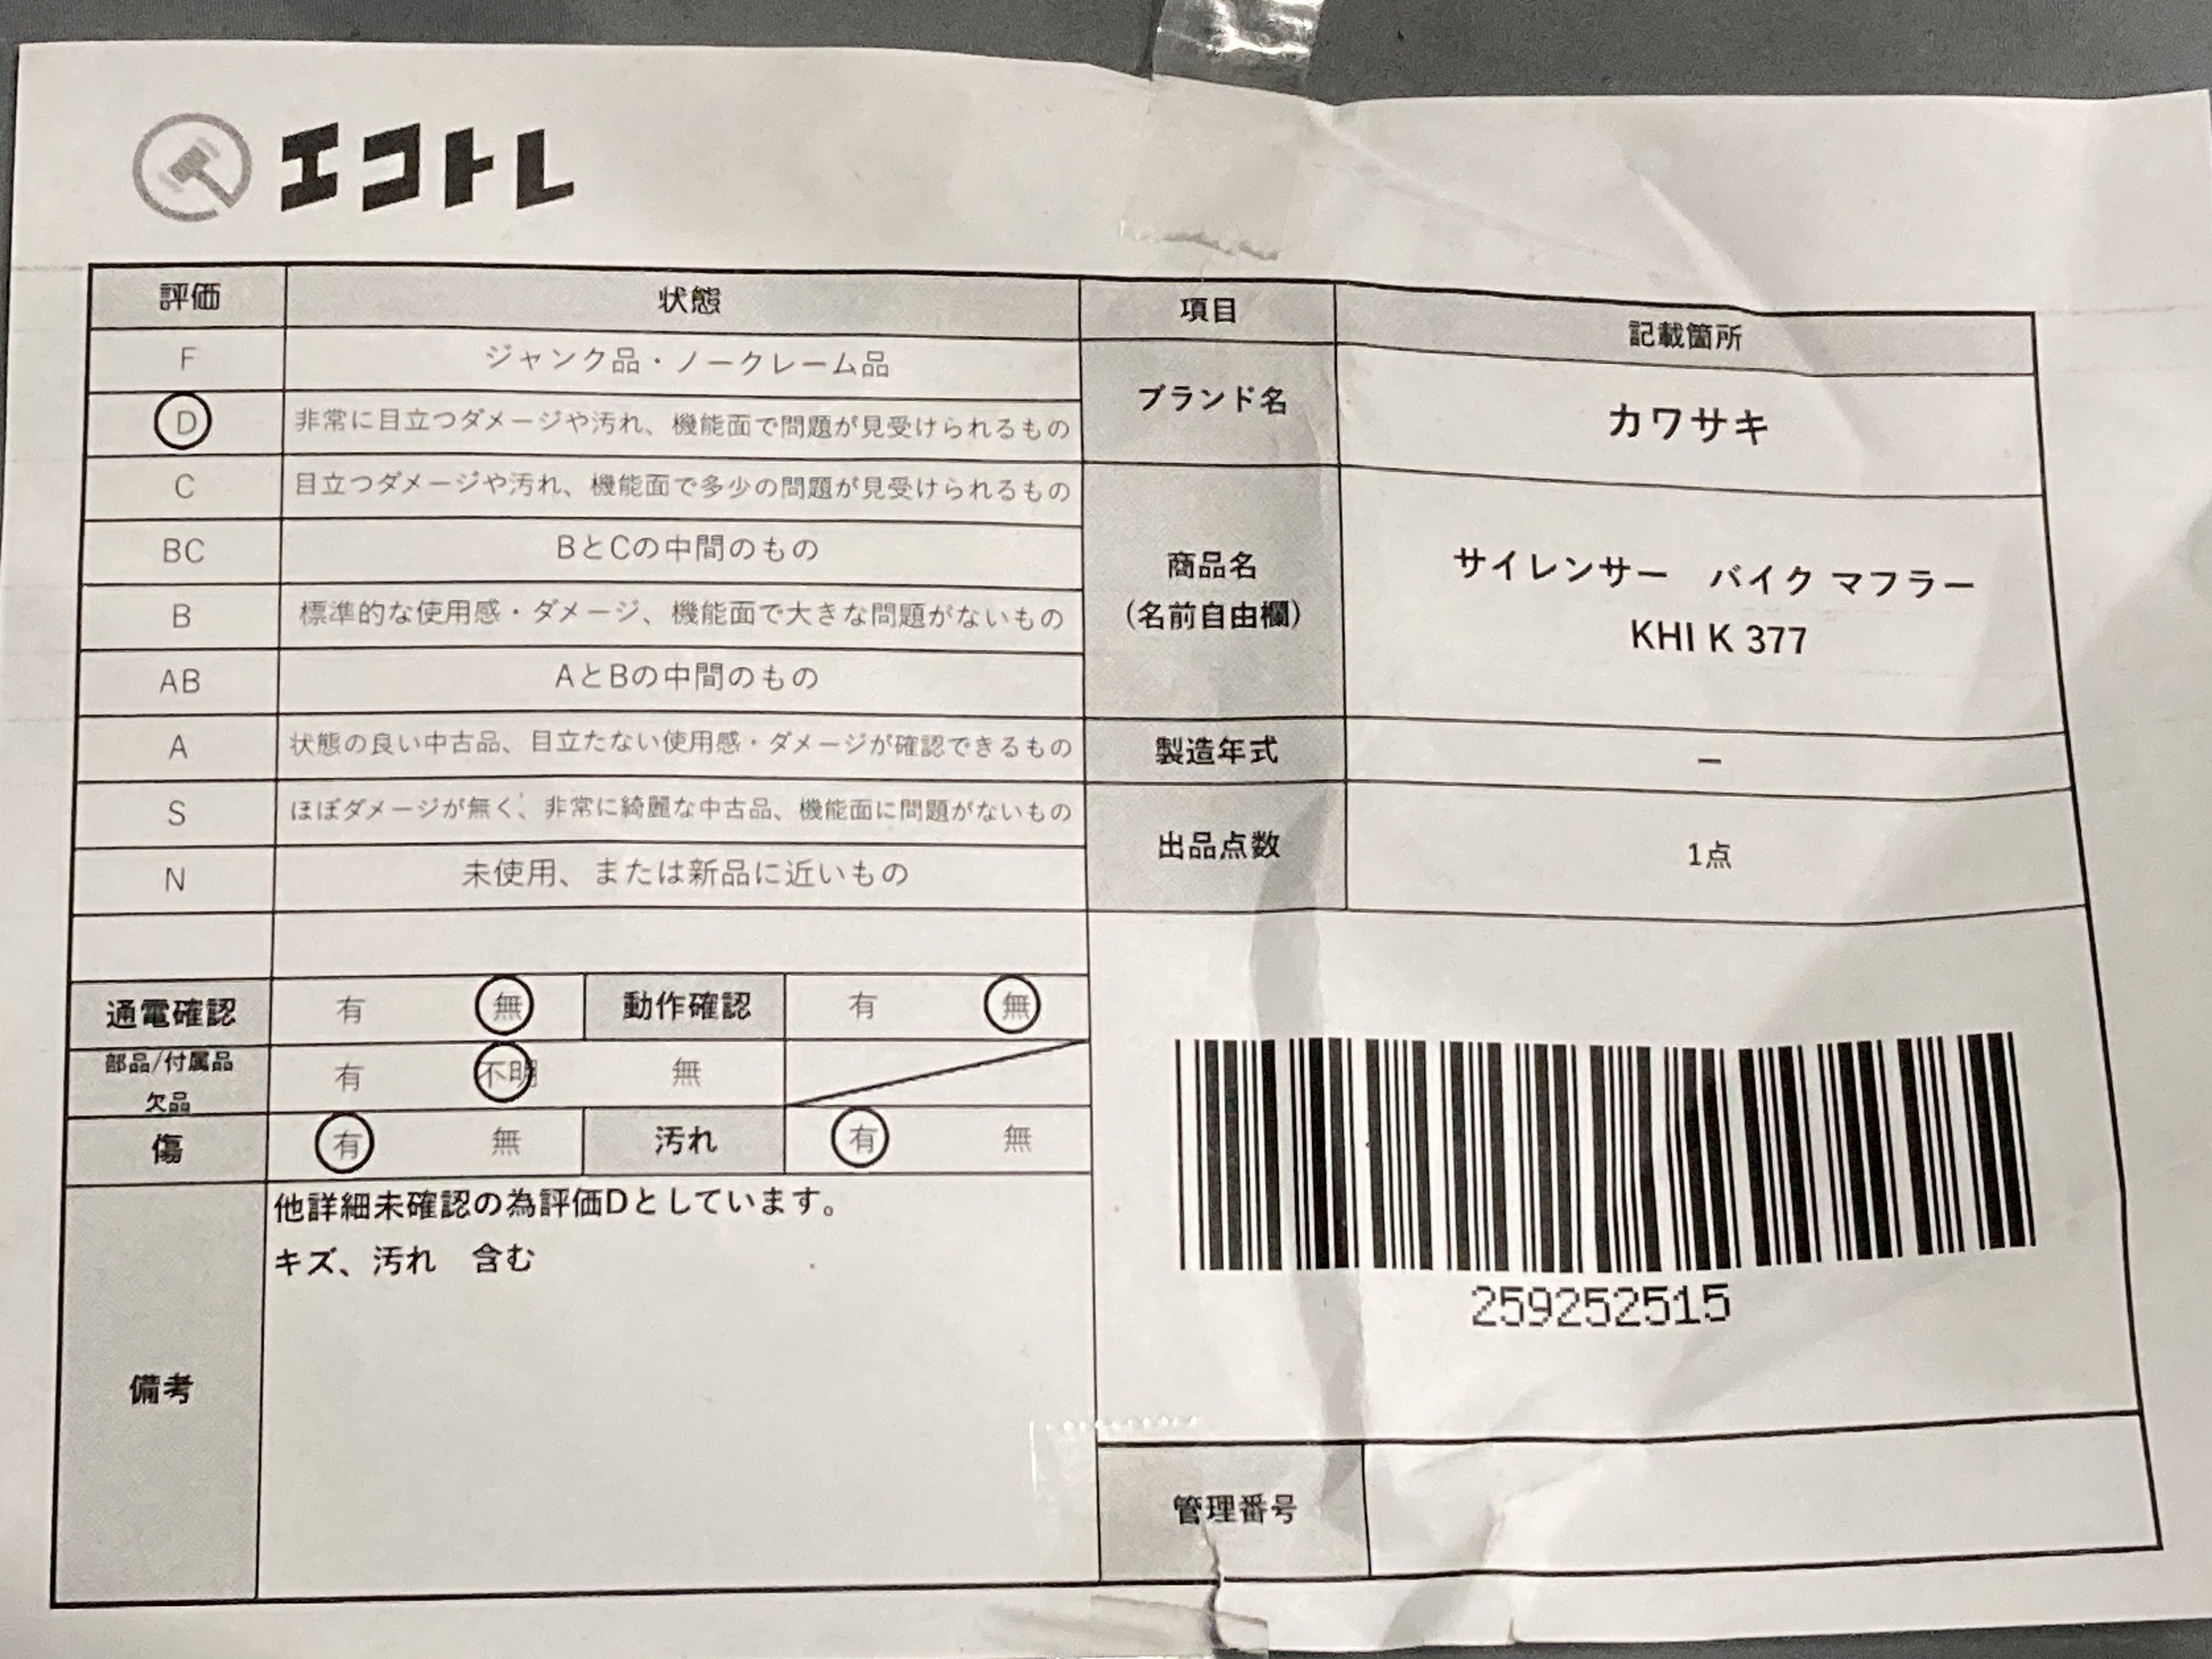 エコトレ
評価 状態 項目 記載箇所
F ジャンク品・ノークレーム品
D 非常に目立つダメージや汚れ、機能面で問題が見受けられるもの
ブランド名 カワサキ
C 目立つダメージや汚れ、機能面で多少の問題が見受けられるもの
BC BとCの中間のもの
B 標準的な使用感・ダメージ、機能面で大きな問題がないもの
AB AとBの中間のもの
商品名
(名前自由欄)
サイレンサー バイク マフラー
KHI K 377
A 状態の良い中古品、目立たない使用感・ダメージが確認できるもの
製造年式 ー
S ほぼダメージが無く、非常に綺麗な中古品、機能面に問題がないもの
N 未使用、または新品に近いもの
出品点数 1点
通電確認 有 無 動作確認 有 無
部品/付属品
欠品
有 不明 無
傷 有 無 汚れ 有 無
備考
他詳細未確認の為評価Dとしています。
キズ、汚れ 含む
259252515
管理番号